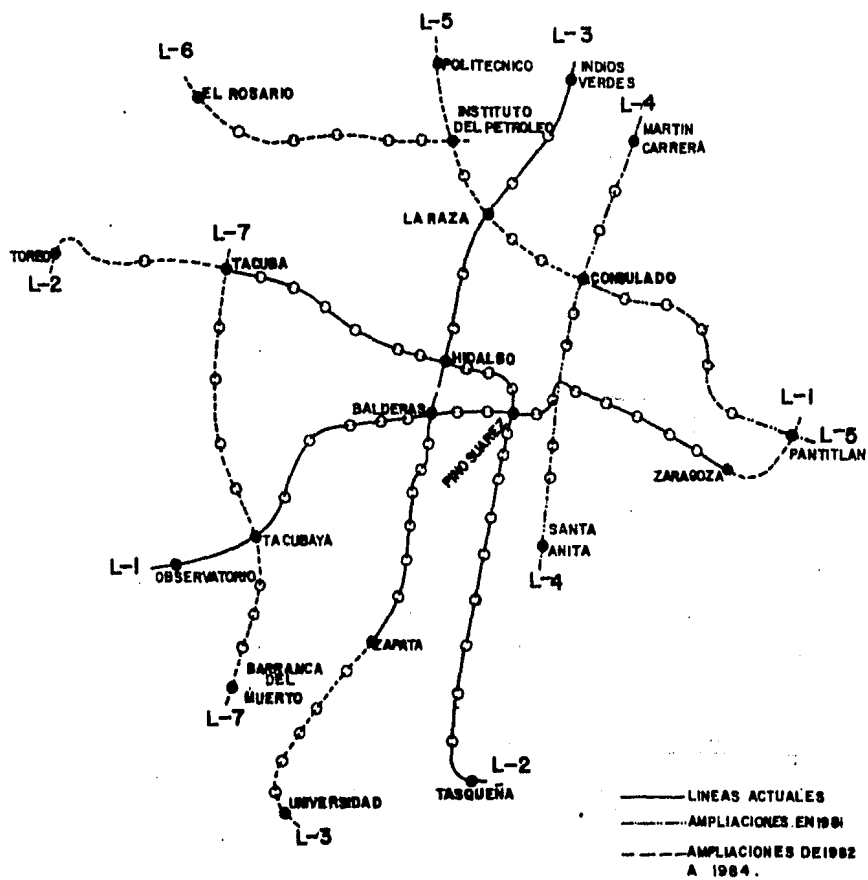 L-5
L-3
L-6
POLITECNICO
INDIOS
VERDES
EL ROSARIO
L-4
INSTITUTO
DEL PETROLEO
MARTIN
CARRERA
LA RAZA
L-7
TOREO
TACUBA
L-2
CONSULADO
HIDALGO
BALDERAS
L-1
PINO SUAREZ
L-5
PANTITLAN
ZARAGOZA
SANTA
ANITA
TACUBAYA
L-1
OBSERVATORIO
L-4
ZAPATA
BARRANCA
DEL
MUERTO
L-7
L-2
TASQUEÑA
UNIVERSIDAD
L-3
LINEAS ACTUALES
AMPLIACIONES.EN 1981
AMPLIACIONES DE 1982
A 1984.